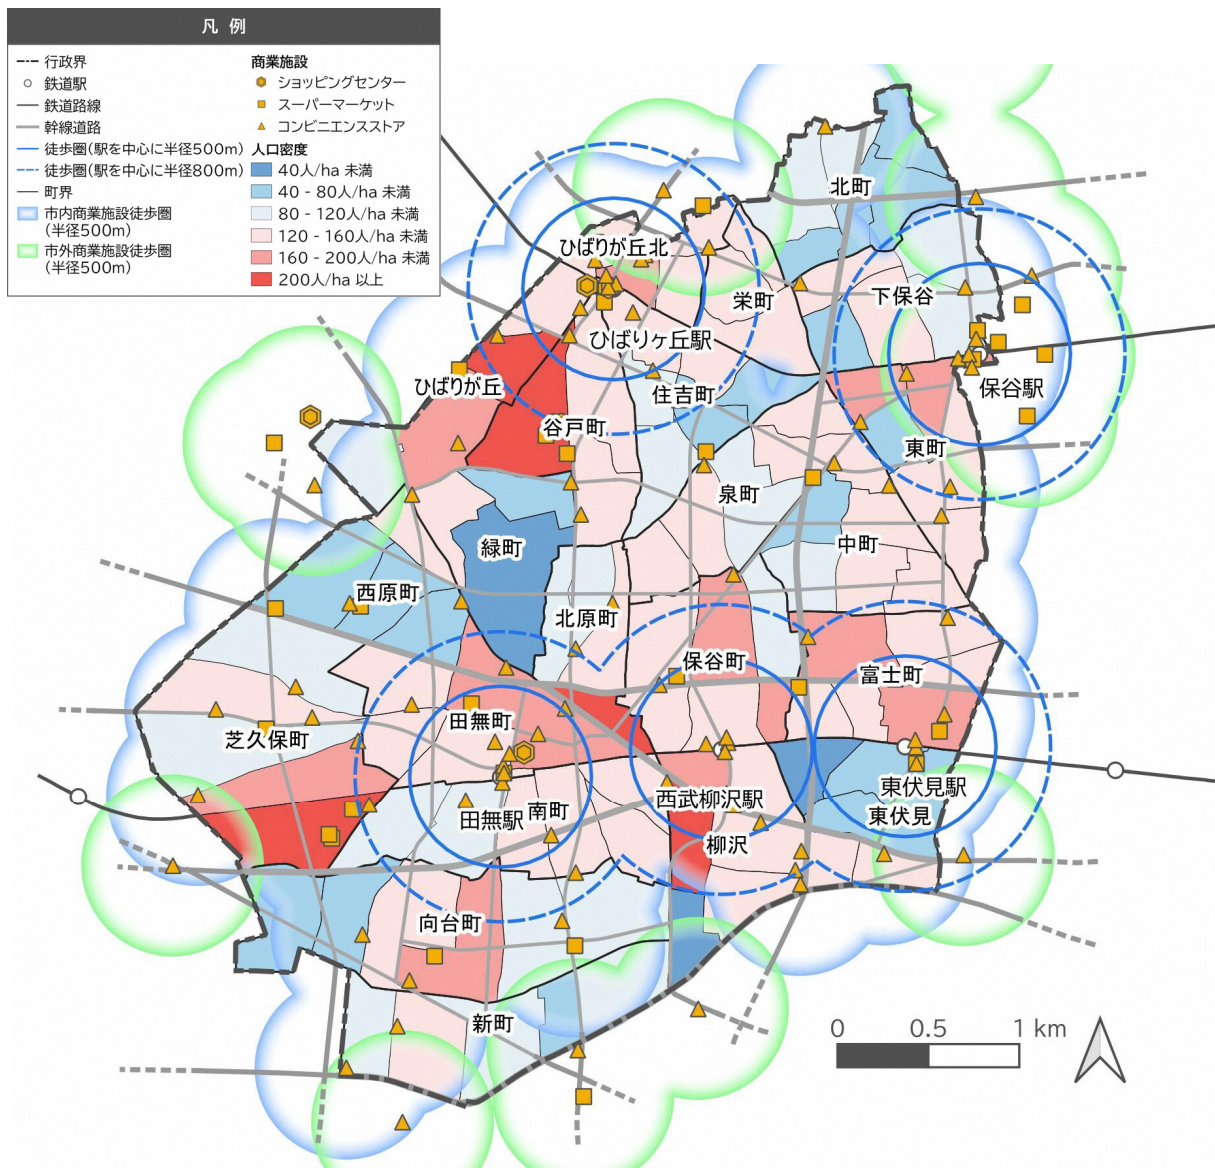 凡 例
行政界
鉄道駅
鉄道路線
幹線道路
徒歩圏(駅を中心に半径500m)
徒歩圏(駅を中心に半径800m)
町界
市内商業施設徒歩圏
(半径500m)
市外商業施設徒歩圏
(半径500m)
商業施設
ショッピングセンター
スーパーマーケット
コンビニエンスストア
人口密度
40人/ha 未満
40 - 80人/ha 未満
80 - 120人/ha 未満
120 - 160人/ha 未満
160 - 200人/ha 未満
200人/ha 以上
北町
ひばりが丘北
下保谷
栄町
ひばりヶ丘駅
ひばりが丘
住吉町
保谷駅
谷戸町
東町
泉町
緑町
中町
西原町
北原町
保谷町
富士町
田無町
芝久保町
東伏見駅
西武柳沢駅
南町
田無駅
東伏見
柳沢
向台町
新町
0 0.5 1 km